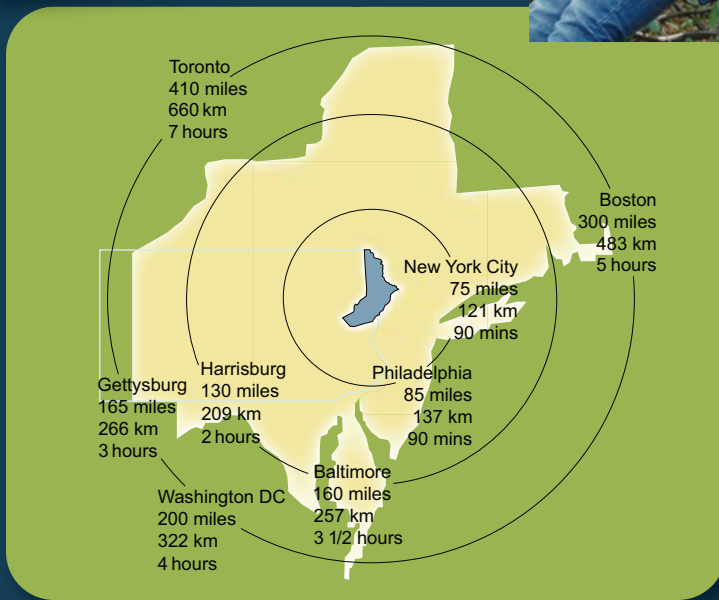 Toronto
410 miles
660 km
7 hours
Boston
300 miles
483 km
5 hours
New York City
75 miles
121 km
90 mins
Harrisburg
130 miles
209 km
2 hours
Philadelphia
85 miles
137 km
90 mins
Gettysburg
165 miles
266 km
3 hours
Baltimore
160 miles
257 km
3 1/2 hours
Washington DC
200 miles
322 km
4 hours